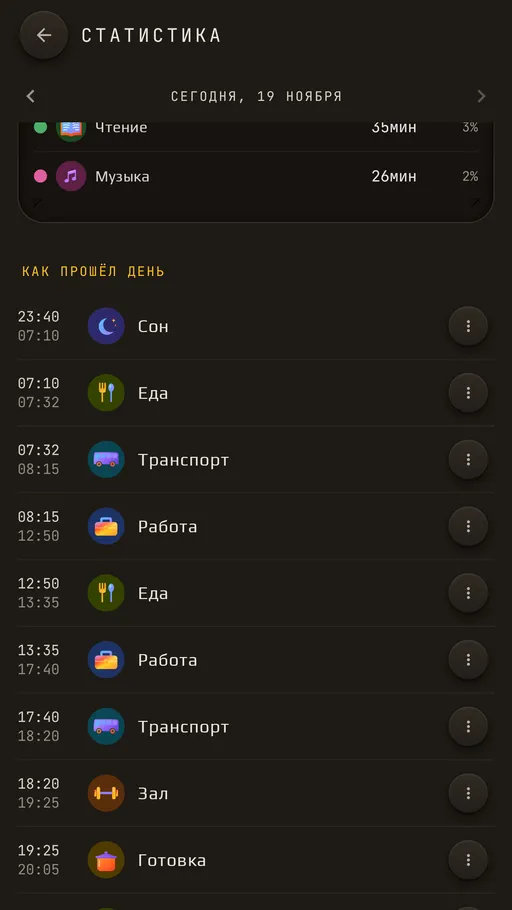 СТАТИСТИКА
СЕГОДНЯ, 19 НОЯБРЯ
Чтение 35мин 3%
Музыка 26мин 2%
КАК ПРОШЁЛ ДЕНЬ
23:40
07:10
Сон
07:10
07:32
Еда
07:32
08:15
Транспорт
08:15
12:50
Работа
12:50
13:35
Еда
13:35
17:40
Работа
17:40
18:20
Транспорт
18:20
19:25
Зал
19:25
20:05
Готовка